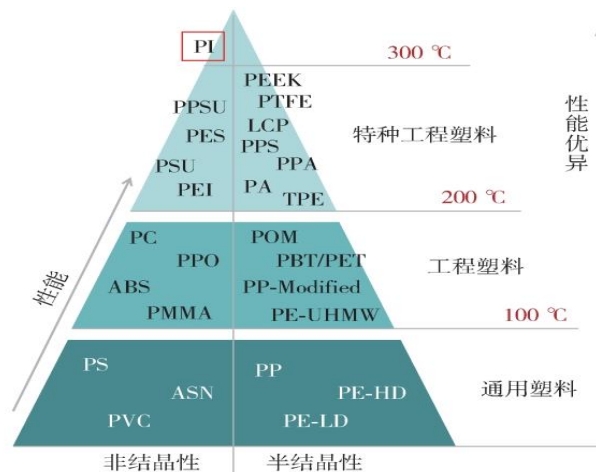 PI
300 ℃
PEEK
PPSU
PTFE
LCP
PES
PPS
特种工程塑料
PSU
PPA
PEI
PA
TPE
200 ℃
性能优异
PC
POM
PPO
PBT/PET
工程塑料
ABS
PP-Modified
PMMA
PE-UHMW
100 ℃
性能
PS
PP
ASN
PE-HD
通用塑料
PVC
PE-LD
非结晶性
半结晶性